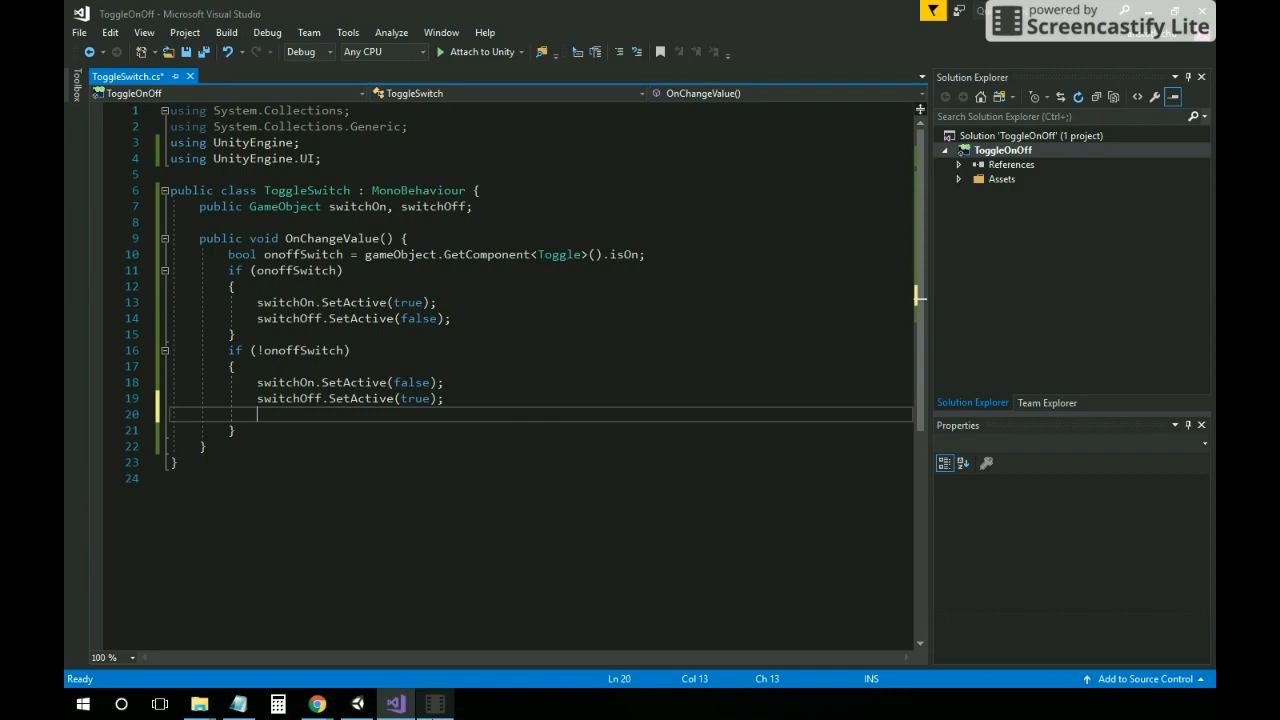 ToggleOnOff - Microsoft Visual Studio
powered by
Screencastify Lite
File Edit View Project Build Debug Team Tools Analyze Window Help
Debug Any CPU Attach to Unity
Toolbox
ToggleSwitch.cs*
ToggleOnOff ToggleSwitch OnChangeValue()
1 using System.Collections;
2 using System.Collections.Generic;
3 using UnityEngine;
4 using UnityEngine.UI;
5
6 public class ToggleSwitch : MonoBehaviour {
7 public GameObject switchOn, switchOff;
8
9 public void OnChangeValue() {
10 bool onoffSwitch = gameObject.GetComponent<Toggle>().isOn;
11 if (onoffSwitch)
12 {
13 switchOn.SetActive(true);
14 switchOff.SetActive(false);
15 }
16 if (!onoffSwitch)
17 {
18 switchOn.SetActive(false);
19 switchOff.SetActive(true);
20
21 }
22 }
23 }
24
100 %
Solution Explorer
Search Solution Explorer (Ctrl+;)
Solution 'ToggleOnOff' (1 project)
ToggleOnOff
References
Assets
Solution Explorer Team Explorer
Properties
Ready Ln 20 Col 13 Ch 13 INS Add to Source Control